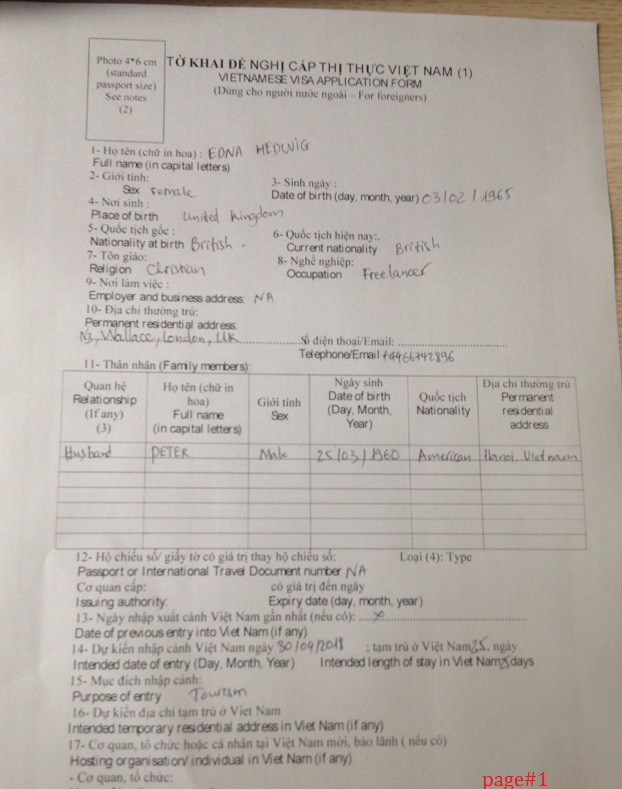 Photo 4*6 cm
(standard
passport size)
See notes
(2)
TỜ KHAI ĐỀ NGHỊ CẤP THỊ THỰC VIỆT NAM (1)
VIETNAMESE VISA APPLICATION FORM
(Dùng cho người nước ngoài – For foreigners)
1- Họ tên (chữ in hoa) : EDNA HEDWIG
Full name (in capital letters)
2- Giới tính: 3- Sinh ngày :
Sex Female Date of birth (day, month, year) 03/02/1965
4- Nơi sinh :
Place of birth United Kingdom
5- Quốc tịch gốc : 6- Quốc tịch hiện nay:.
Nationality at birth British. Current nationality British
7- Tôn giáo: 8- Nghề nghiệp:
Religion Christian Occupation Freelancer
9- Nơi làm việc :
Employer and business address: NA
10- Địa chỉ thường trú:
Permanent residential address:
N3, Wallace, London, UK Số điện thoại/Email:
Telephone/Email +4466742896
11- Thân nhân (Family members):
Quan hệ Relationship (If any) (3) | Họ tên (chữ in hoa) Full name (in capital letters) | Giới tính Sex | Ngày sinh Date of birth (Day, Month, Year) | Quốc tịch Nationality | Địa chỉ thường trú Permanent residential address
Husband PETER Male 25/03/1960 American Hanoi, Vietnam
12- Hộ chiếu số/ giấy tờ có giá trị thay hộ chiếu số: Loại (4): Type
Passport or International Travel Document number NA
Cơ quan cấp: có giá trị đến ngày
Issuing authority: Expiry date (day, month, year)
13- Ngày nhập xuất cảnh Việt Nam gần nhất (nếu có):
Date of previous entry into Viet Nam (if any)
14- Dự kiến nhập cảnh Việt Nam ngày 30/04/2018 ; tạm trú ở Việt Nam 25. ngày
Intended date of entry (Day, Month, Year) Intended length of stay in Viet Nam days
15- Mục đích nhập cảnh:
Purpose of entry Tourism
16- Dự kiến địa chỉ tạm trú ở Việt Nam
Intended temporary residential address in Viet Nam (if any)
17- Cơ quan, tổ chức hoặc cá nhân tại Việt Nam mời, bảo lãnh ( nếu có)
Hosting organisation/ individual in Viet Nam (if any)
- Cơ quan, tổ chức:
page#1